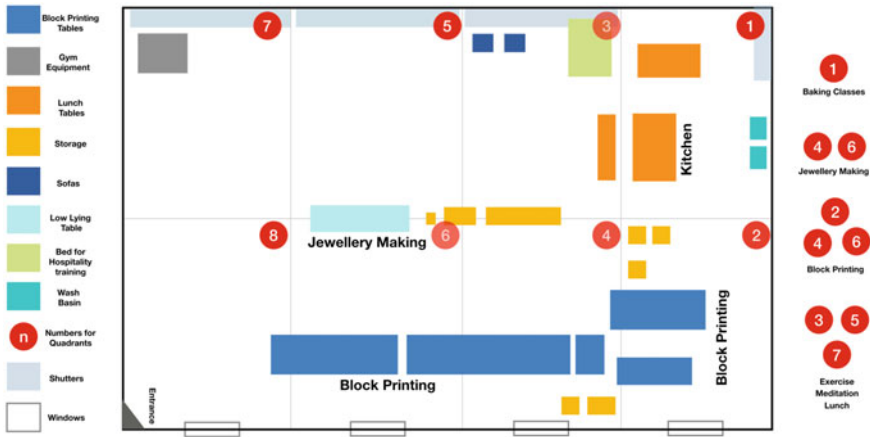 Block Printing
Tables
Gym
Equipment
Lunch
Tables
Storage
Sofas
Low Lying
Table
Bed for
Hospitality
training
Wash
Basin
n
Numbers for
Quadrants
Shutters
Windows
7
5
3
1
Kitchen
8
6
4
2
Jewellery Making
Block Printing
Block Printing
Entrance
1
Baking Classes
4 6
Jewellery Making
2
4 6
Block Printing
3 5
7
Exercise
Meditation
Lunch